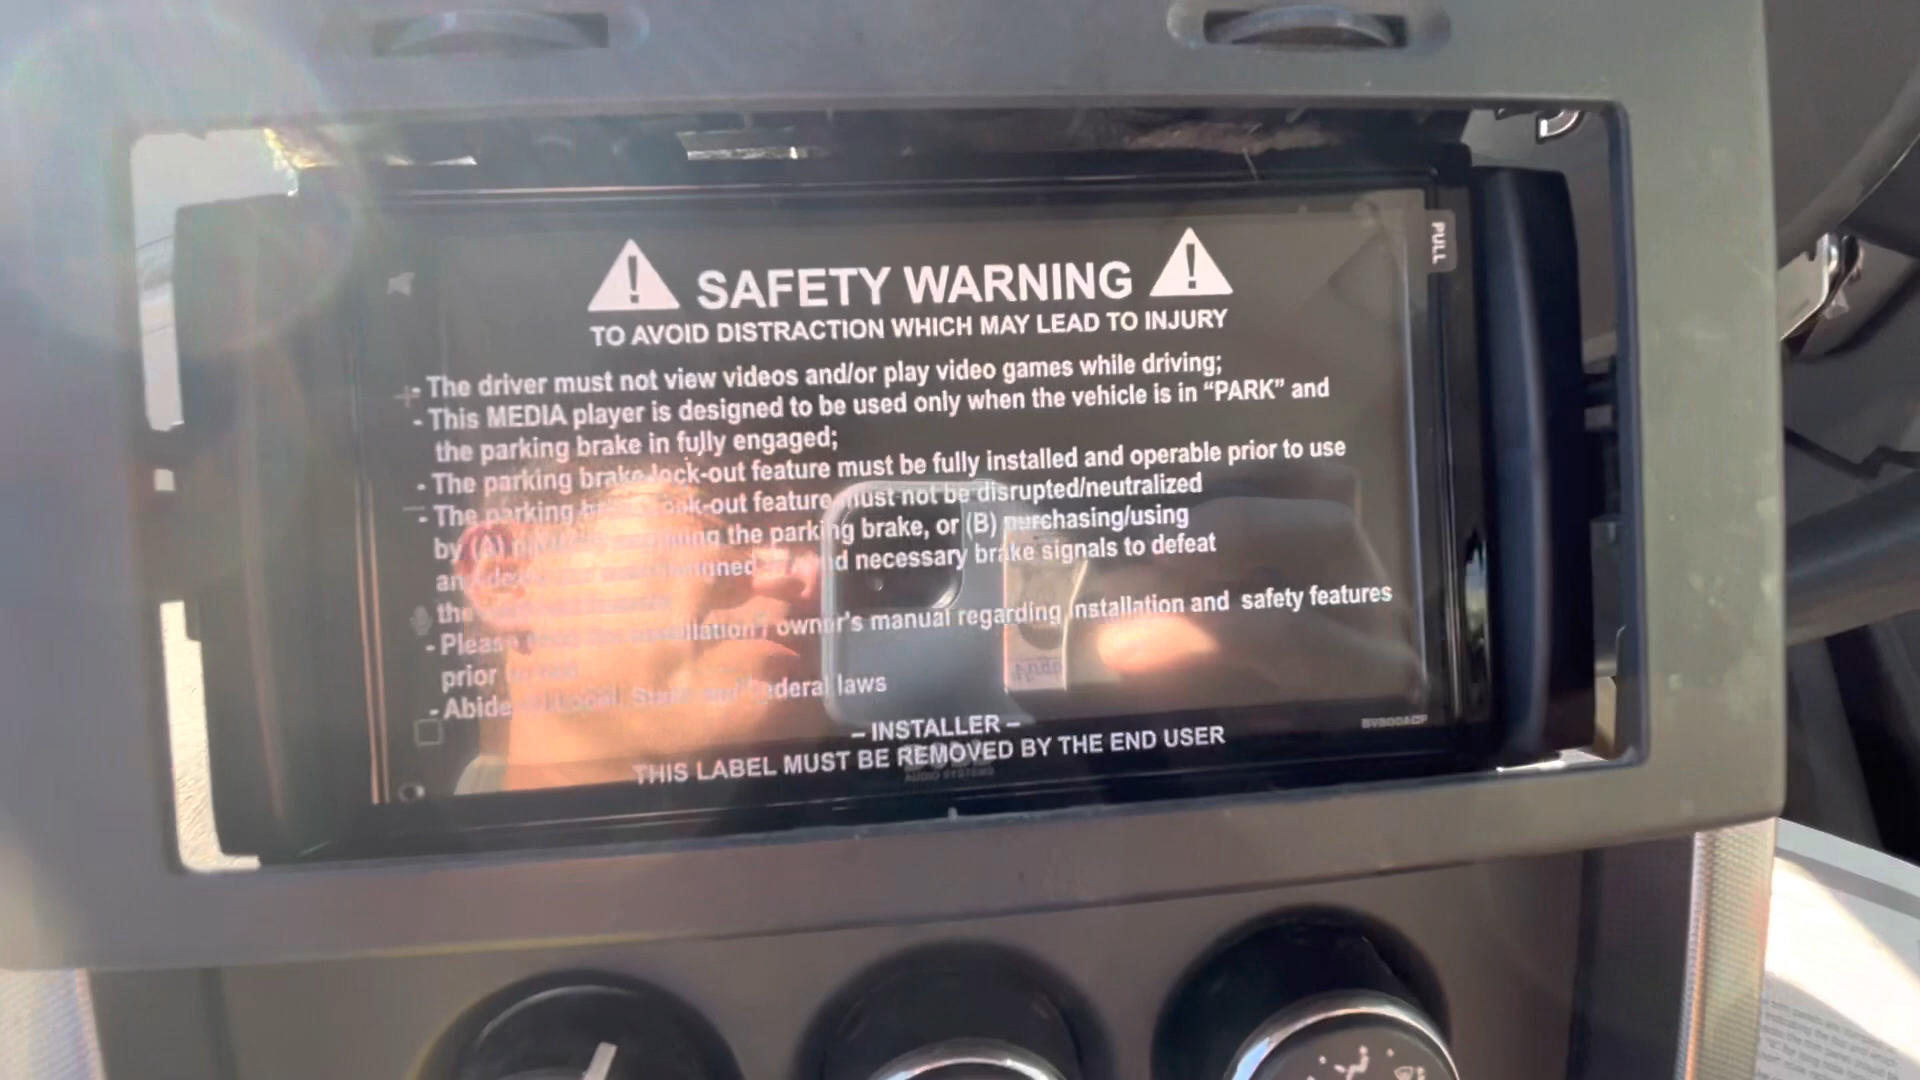 SAFETY WARNING
TO AVOID DISTRACTION WHICH MAY LEAD TO INJURY
PULL
- The driver must not view videos and/or play video games while driving;
- This MEDIA player is designed to be used only when the vehicle is in “PARK” and
the parking brake in fully engaged;
- The parking brake lock-out feature must be fully installed and operable prior to use
- The parking -out feature must not be disrupted/neutralized
by (A) the parking brake, or (B) purchasing/using
necessary brake signals to defeat
the
- Please owner's manual regarding installation and safety features
prior
- Abide Local, State and Federal laws
– INSTALLER –
THIS LABEL MUST BE REMOVED BY THE END USER
AUDIO SYSTEMS